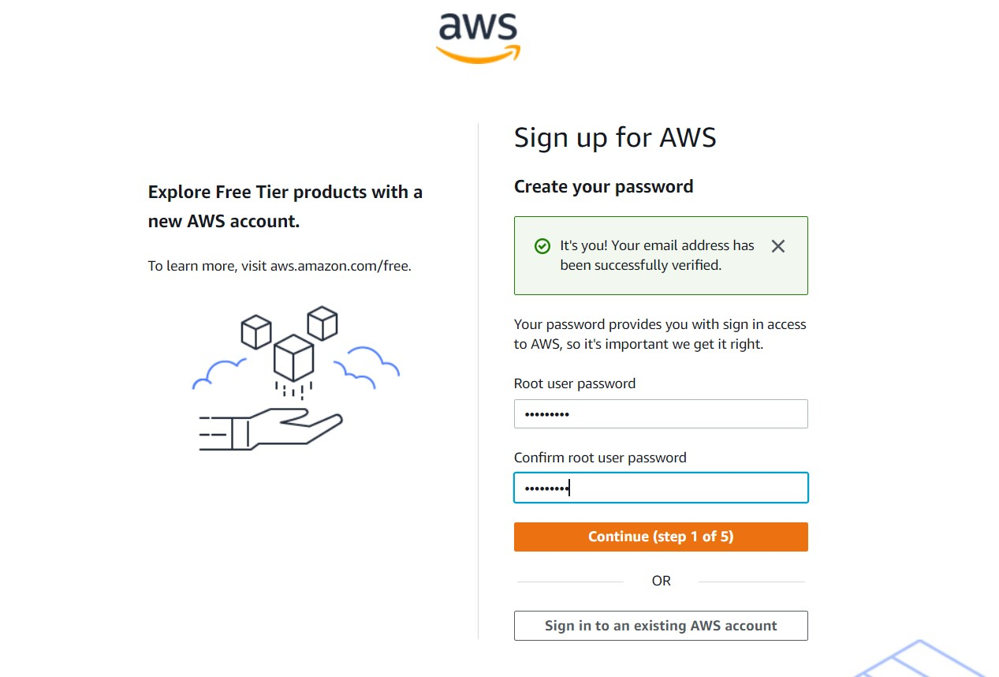 aws
Explore Free Tier products with a
new AWS account.
To learn more, visit aws.amazon.com/free.
Sign up for AWS
Create your password
It's you! Your email address has
been successfully verified.
Your password provides you with sign in access
to AWS, so it's important we get it right.
Root user password
•••••••••
Confirm root user password
•••••••••
Continue (step 1 of 5)
OR
Sign in to an existing AWS account